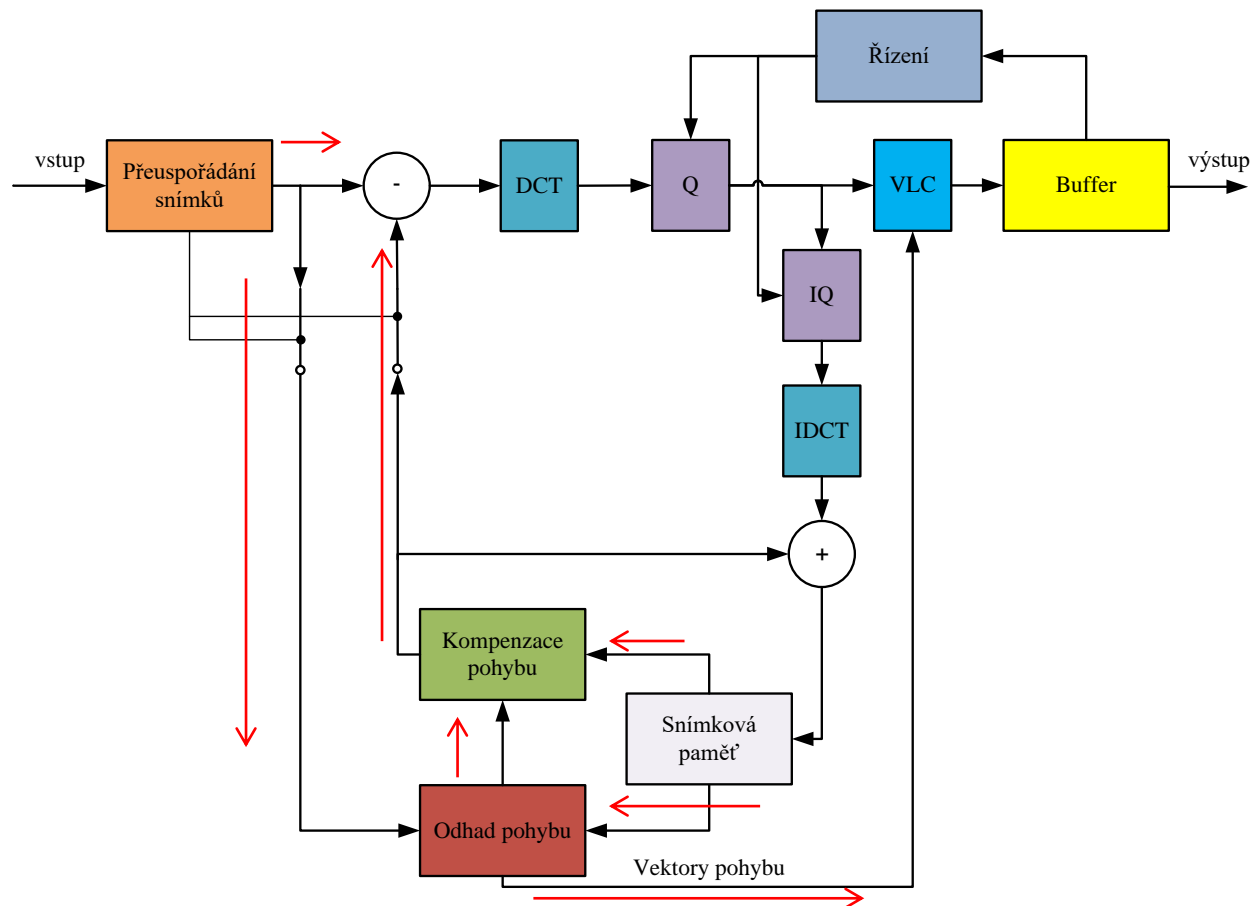 Řízení
vstup
Přeuspořádání
snímků
-
DCT
Q
VLC
Buffer
výstup
IQ
IDCT
+
Kompenzace
pohybu
Snímková
paměť
Odhad pohybu
Vektory pohybu